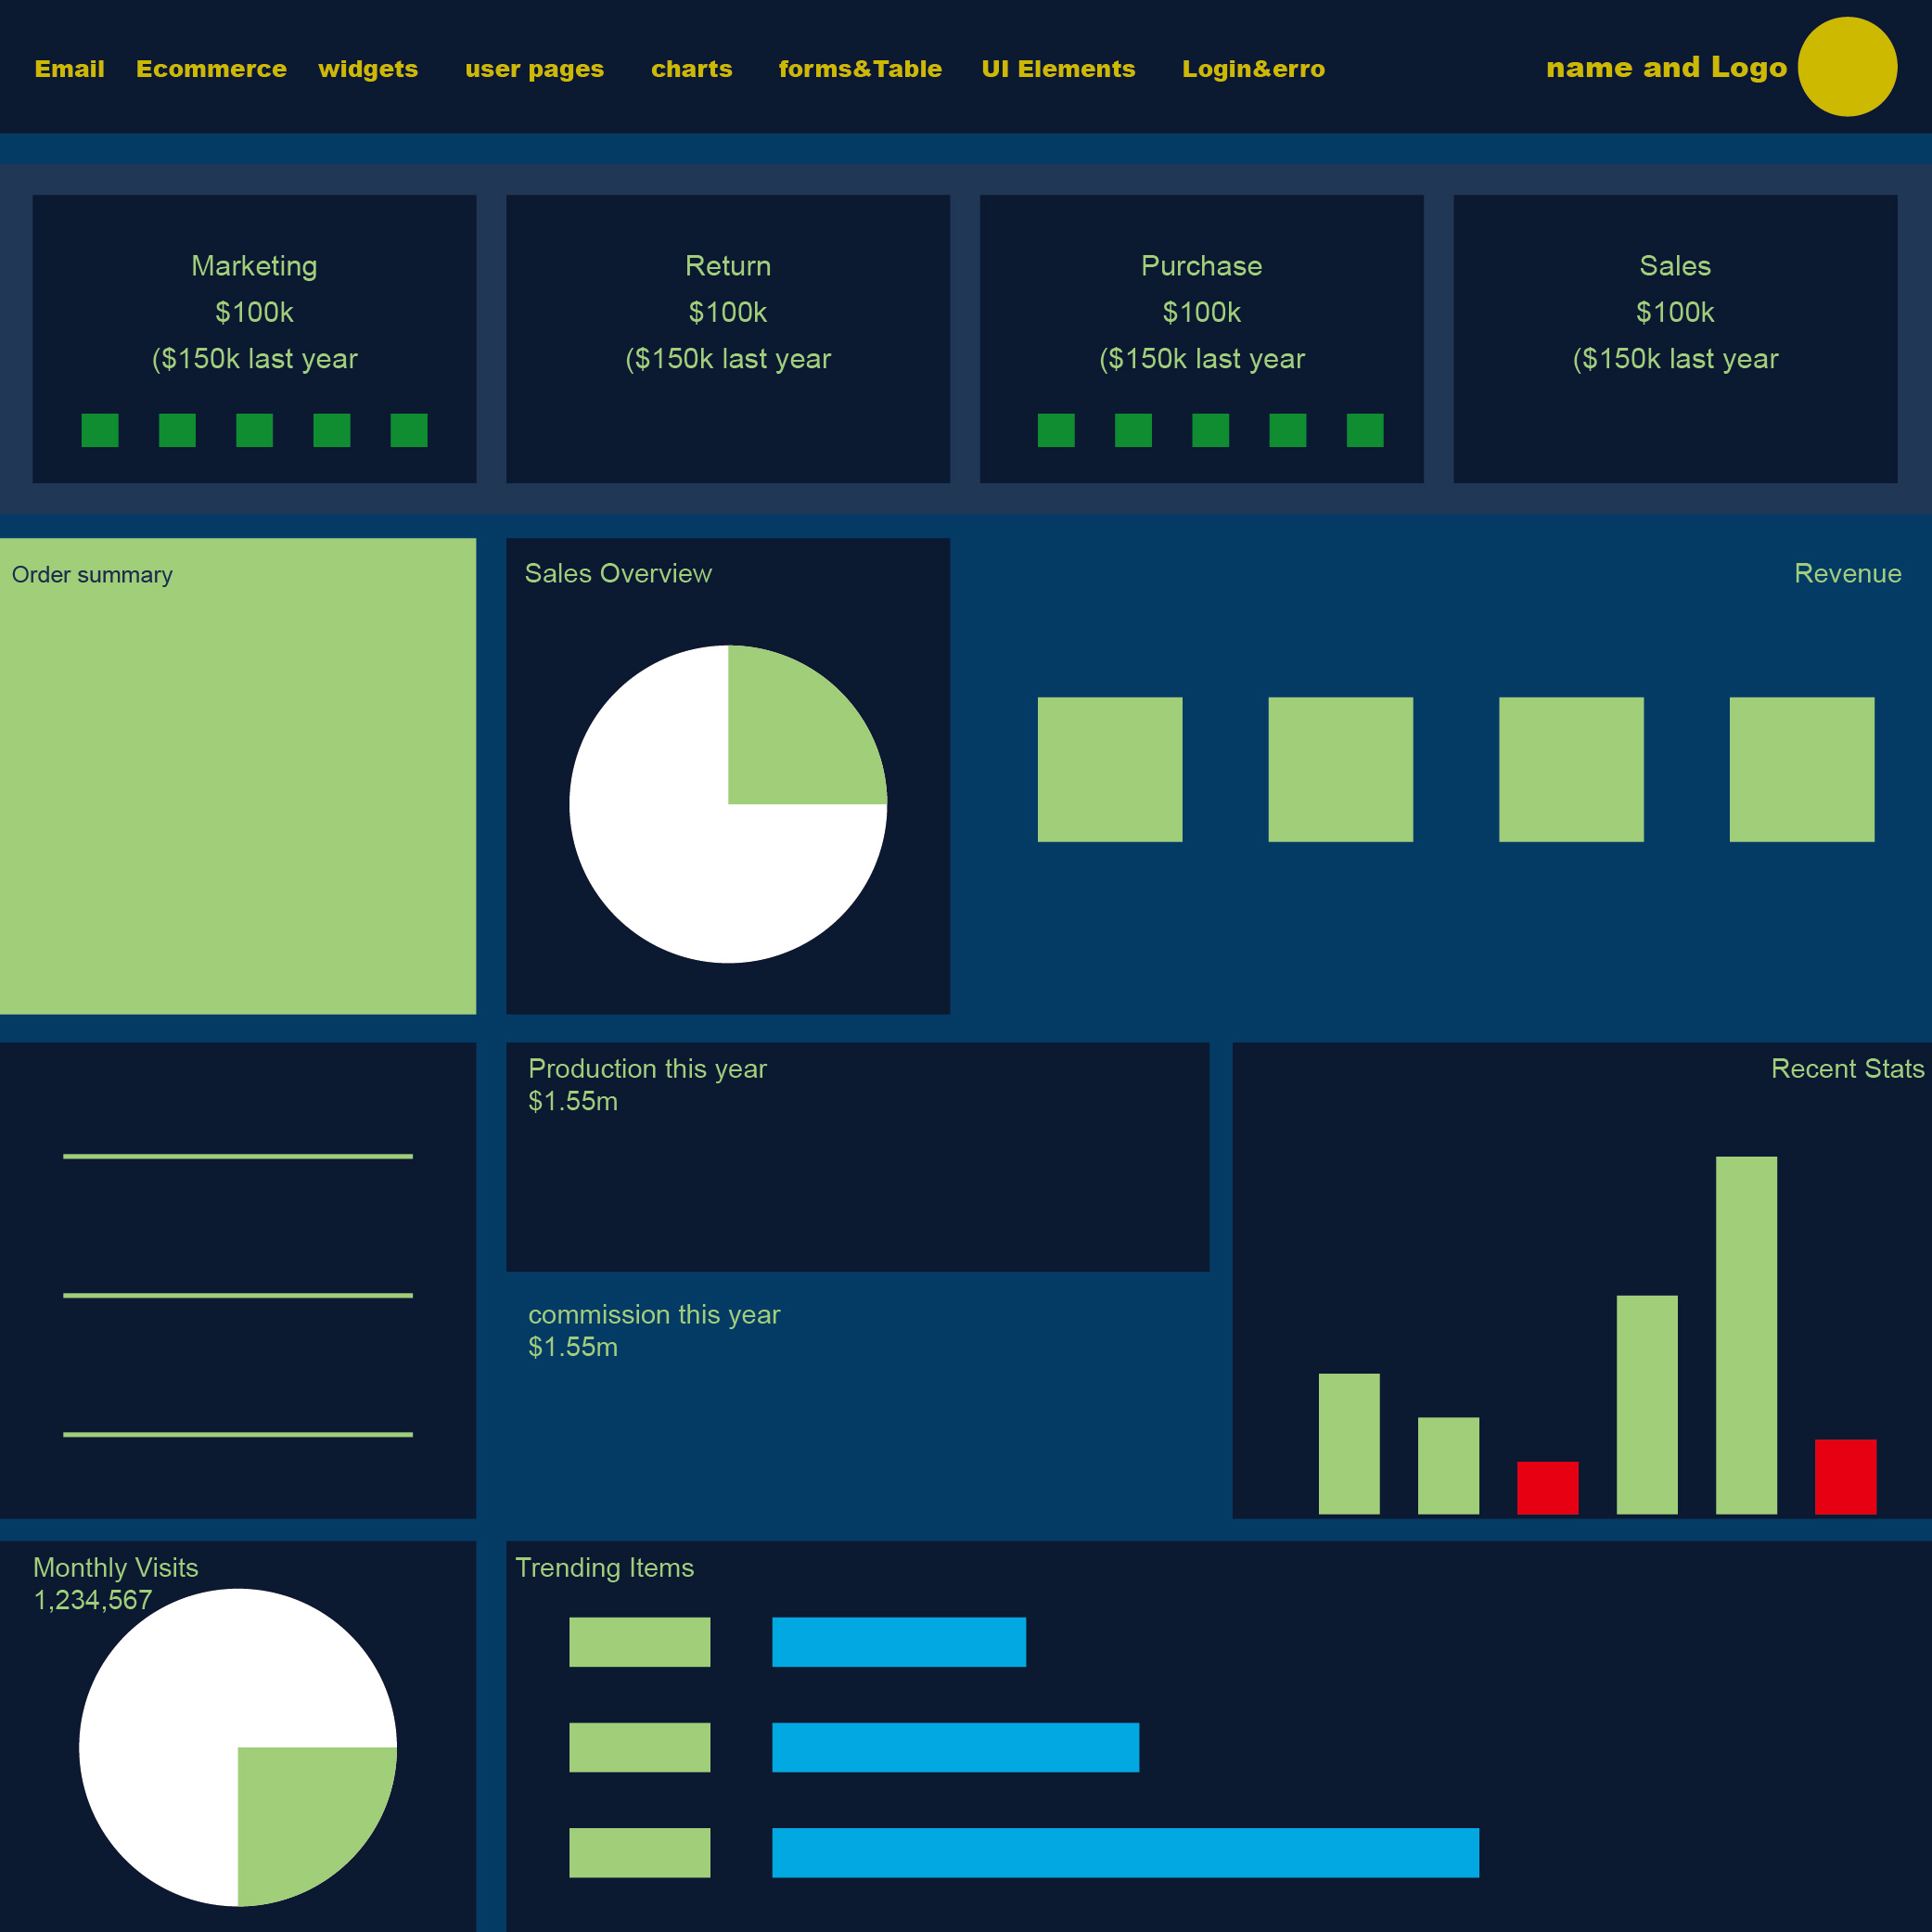 Email Ecommerce widgets user pages charts forms&Table UI Elements Login&erro name and Logo
Marketing
$100k
($150k last year
Return
$100k
($150k last year
Purchase
$100k
($150k last year
Sales
$100k
($150k last year
Order summary
Sales Overview
Revenue
Production this year
$1.55m
commission this year
$1.55m
Recent Stats
Monthly Visits
1,234,567
Trending Items